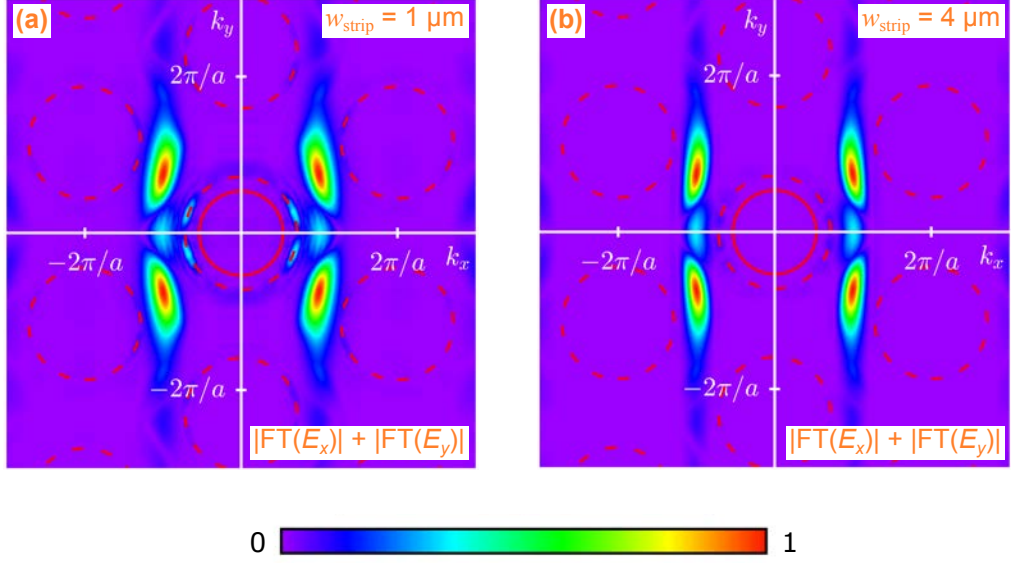 (a)
k_y
w_strip = 1 μm
2π/a
−2π/a
2π/a
k_x
−2π/a
|FT(E_x)| + |FT(E_y)|
(b)
k_y
w_strip = 4 μm
2π/a
−2π/a
2π/a
k_x
−2π/a
|FT(E_x)| + |FT(E_y)|
0
1